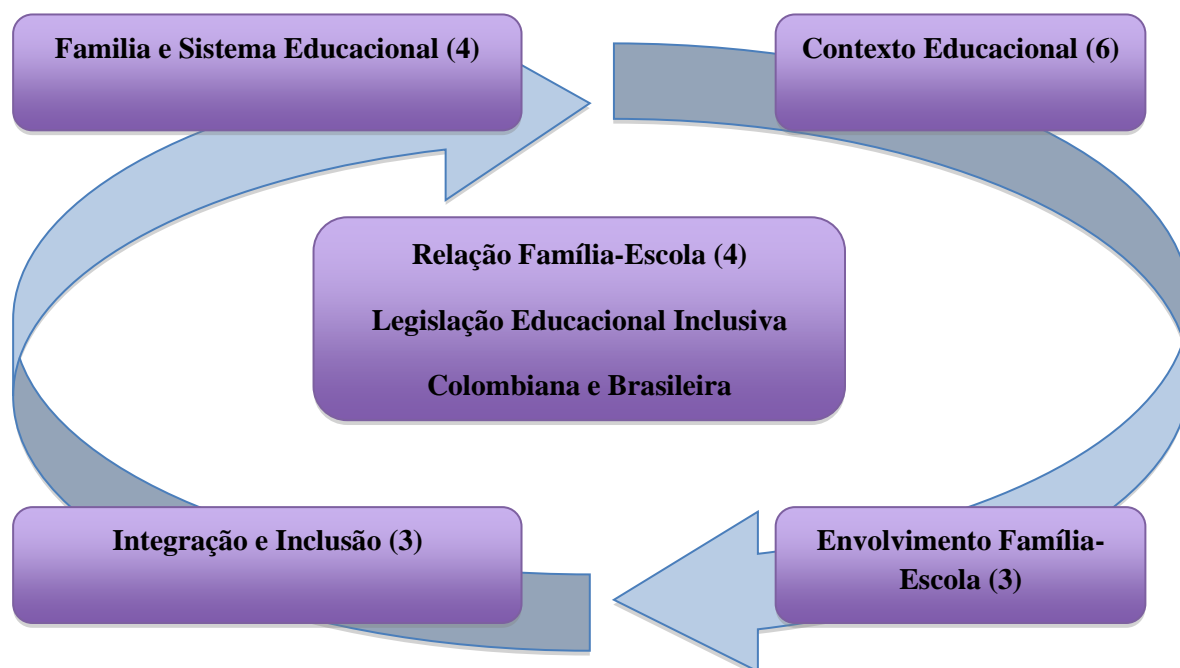 Familia e Sistema Educacional (4)
Contexto Educacional (6)
Relação Família-Escola (4)
Legislação Educacional Inclusiva
Colombiana e Brasileira
Integração e Inclusão (3)
Envolvimento Família-
Escola (3)